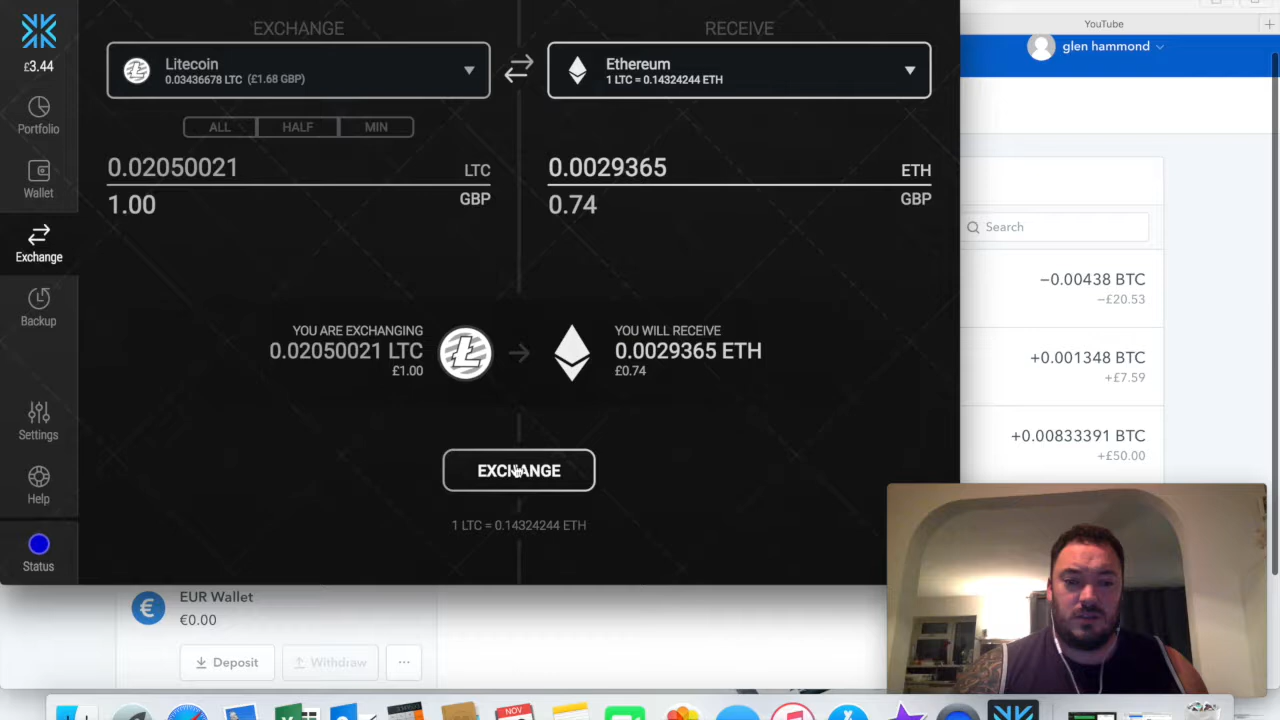 £3.44
Portfolio
Wallet
Exchange
Backup
Settings
Help
Status
EXCHANGE
Litecoin
0.03436678 LTC (£1.68 GBP)
ALL
HALF
MIN
0.02050021
LTC
1.00
GBP
RECEIVE
Ethereum
1 LTC = 0.14324244 ETH
0.0029365
ETH
0.74
GBP
YOU ARE EXCHANGING
0.02050021 LTC
£1.00
YOU WILL RECEIVE
0.0029365 ETH
£0.74
EXCHANGE
1 LTC = 0.14324244 ETH
YouTube
glen hammond
Search
−0.00438 BTC
−£20.53
+0.001348 BTC
+£7.59
+0.00833391 BTC
+£50.00
EUR Wallet
€0.00
Deposit
Withdraw
NOV